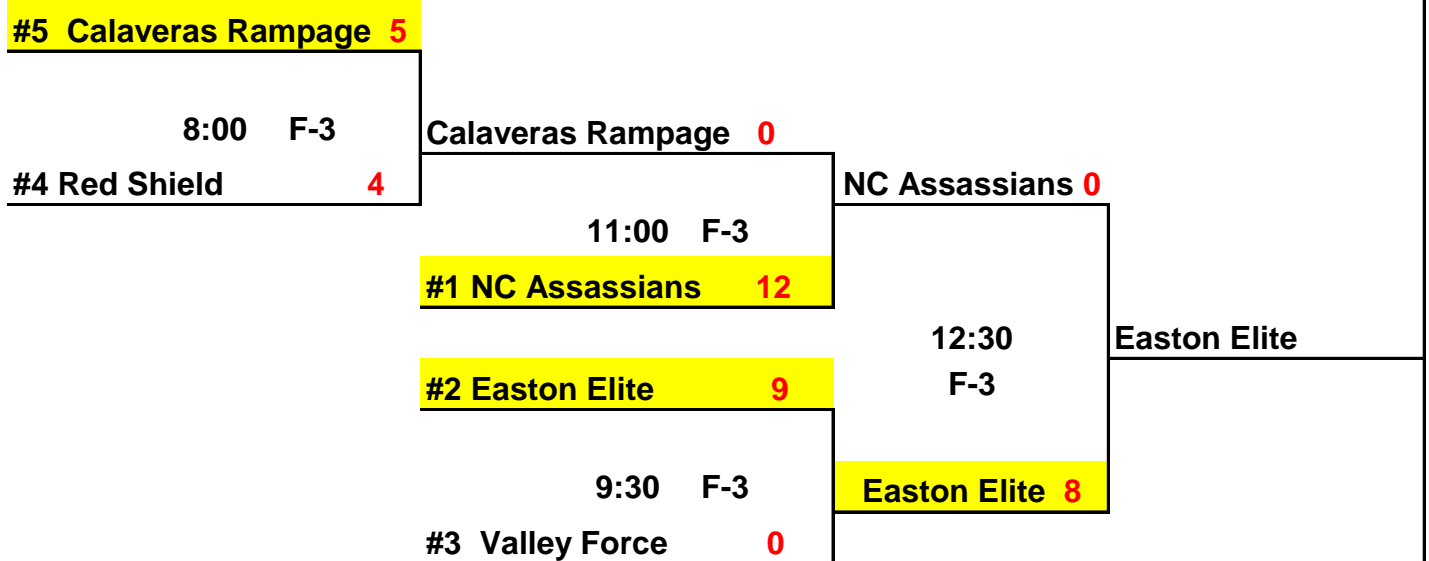 #5 Calaveras Rampage 5
8:00 F-3
Calaveras Rampage 0
#4 Red Shield 4
NC Assassians 0
11:00 F-3
#1 NC Assassians 12
12:30
Easton Elite
#2 Easton Elite 9
F-3
9:30 F-3
Easton Elite 8
#3 Valley Force 0